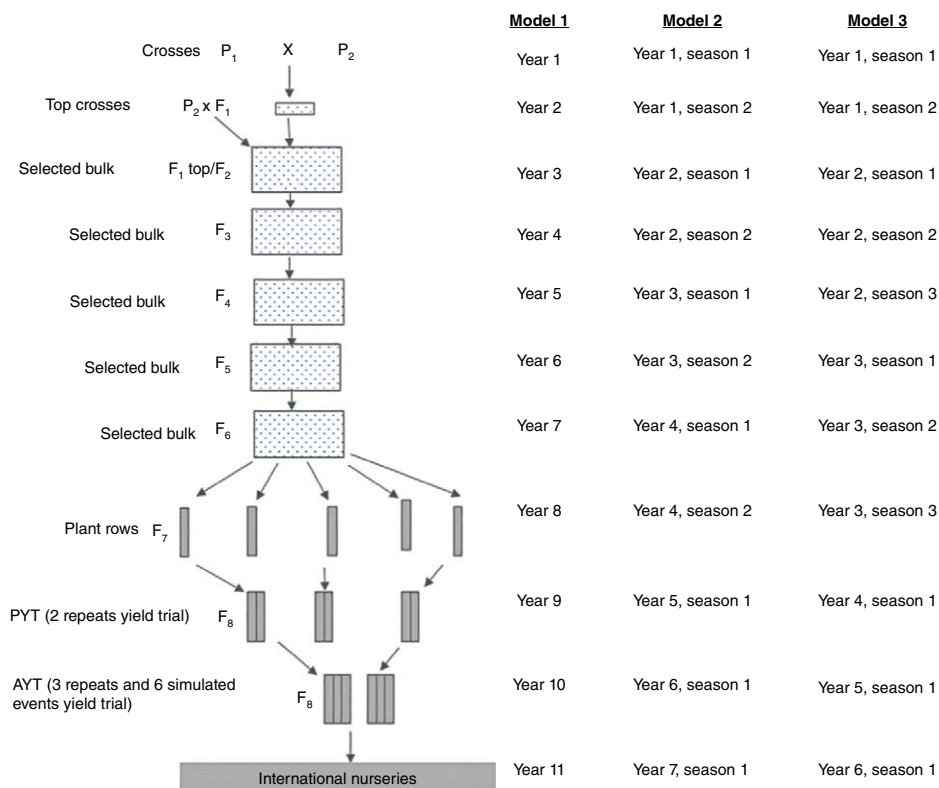 Model 1 Model 2 Model 3
Crosses P1 X P2 Year 1 Year 1, season 1 Year 1, season 1
Top crosses P2 x F1 Year 2 Year 1, season 2 Year 1, season 2
Selected bulk F1 top/F2 Year 3 Year 2, season 1 Year 2, season 1
Selected bulk F3 Year 4 Year 2, season 2 Year 2, season 2
Selected bulk F4 Year 5 Year 3, season 1 Year 2, season 3
Selected bulk F5 Year 6 Year 3, season 2 Year 3, season 1
Selected bulk F6 Year 7 Year 4, season 1 Year 3, season 2
Plant rows F7 Year 8 Year 4, season 2 Year 3, season 3
PYT (2 repeats yield trial) F8 Year 9 Year 5, season 1 Year 4, season 1
AYT (3 repeats and 6 simulated
events yield trial) F8 Year 10 Year 6, season 1 Year 5, season 1
International nurseries Year 11 Year 7, season 1 Year 6, season 1